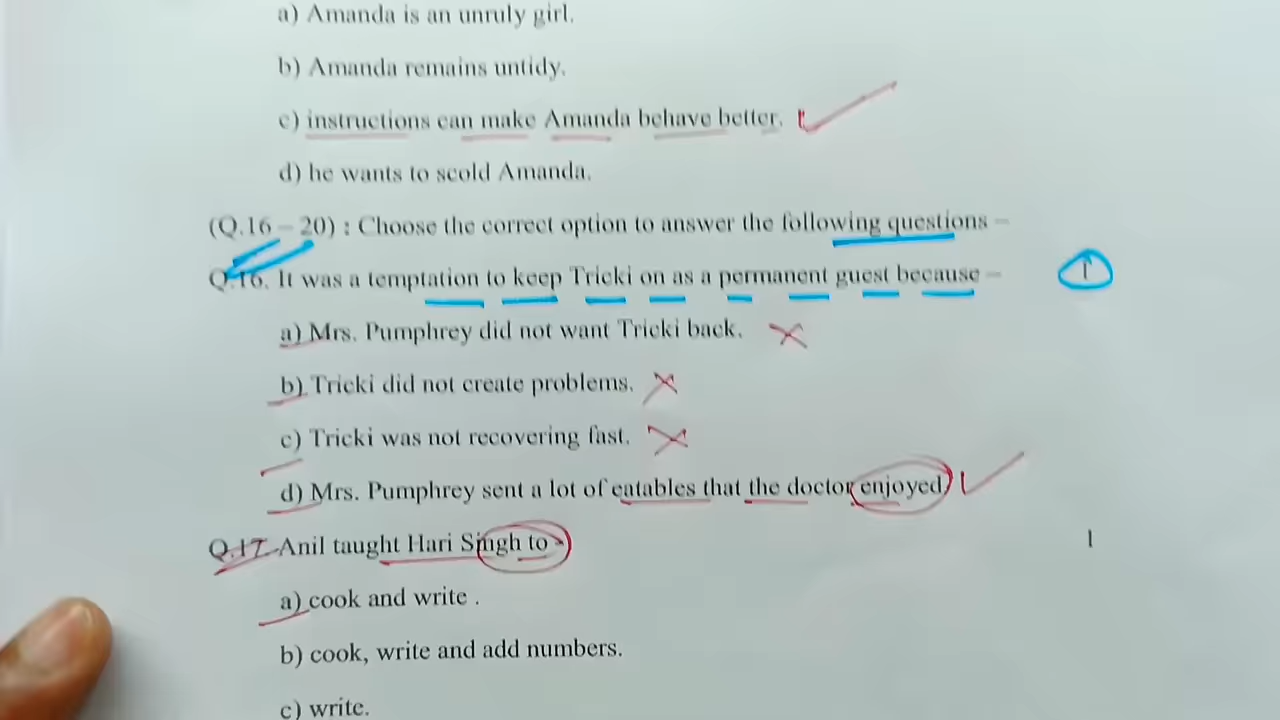 a) Amanda is an unruly girl.
b) Amanda remains untidy.
c) instructions can make Amanda behave better.
d) he wants to scold Amanda.
(Q.16 – 20) : Choose the correct option to answer the following questions –
Q.16. It was a temptation to keep Tricki on as a permanent guest because – 1
a) Mrs. Pumphrey did not want Tricki back.
b) Tricki did not create problems.
c) Tricki was not recovering fast.
d) Mrs. Pumphrey sent a lot of eatables that the doctor enjoyed.
Q.17. Anil taught Hari Singh to - 1
a) cook and write .
b) cook, write and add numbers.
c) write.